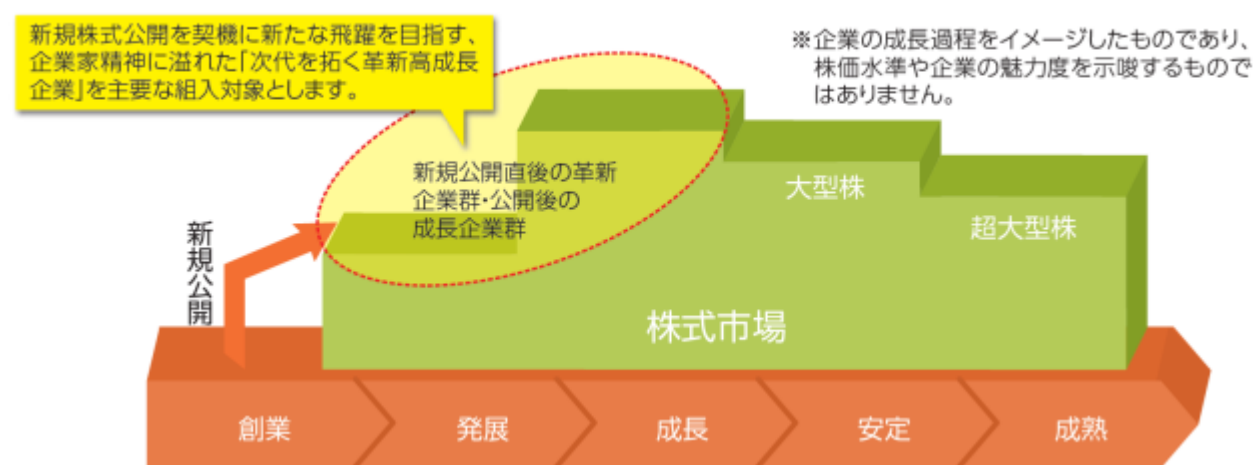 新規株式公開を契機に新たな飛躍を目指す、
企業家精神に溢れた「次代を拓く革新高成長
企業」を主要な組入対象とします。
※企業の成長過程をイメージしたものであり、
株価水準や企業の魅力度を示唆するもので
はありません。
新規公開直後の革新
企業群・公開後の
成長企業群
大型株
超大型株
新規公開
株式市場
創業
発展
成長
安定
成熟